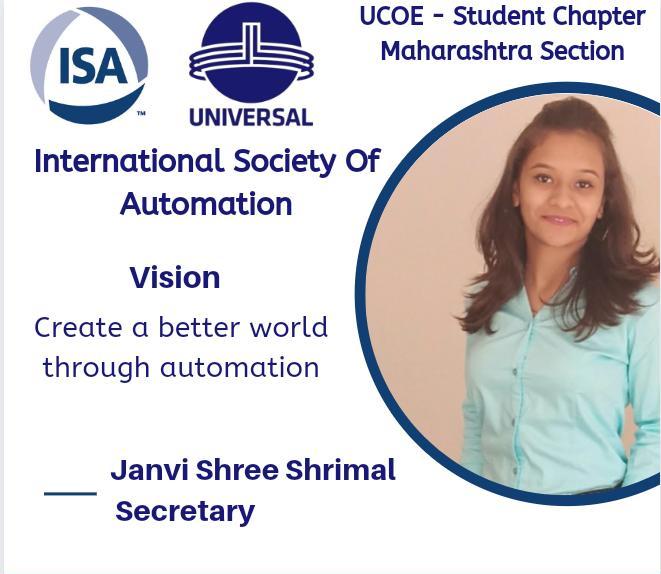 ISA
™
UNIVERSAL
UCOE - Student Chapter
Maharashtra Section
International Society Of
Automation
Vision
Create a better world
through automation
Janvi Shree Shrimal
Secretary